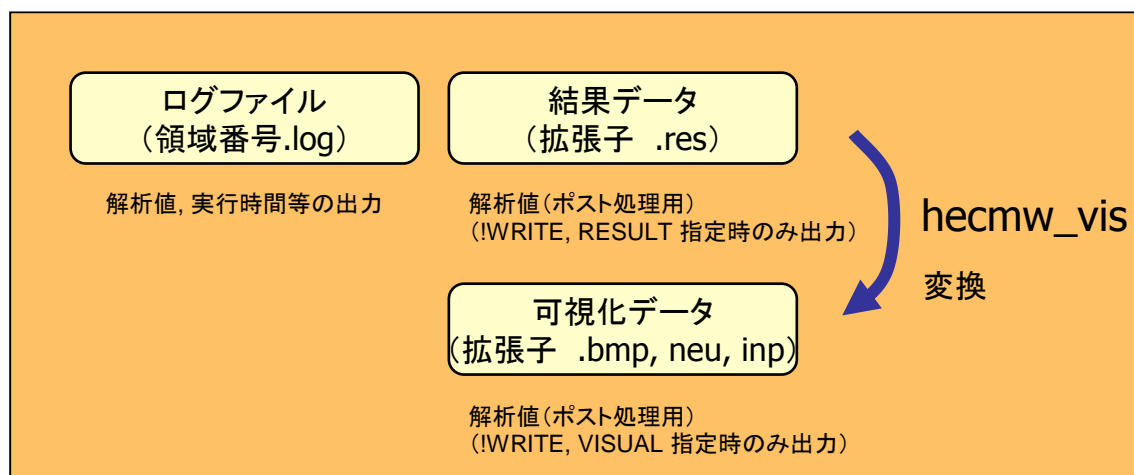 ログファイル
（領域番号.log）
解析値, 実行時間等の出力
結果データ
（拡張子 .res）
解析値（ポスト処理用）
（!WRITE, RESULT 指定時のみ出力）
hecmw_vis
変換
可視化データ
（拡張子 .bmp, neu, inp）
解析値（ポスト処理用）
（!WRITE, VISUAL 指定時のみ出力）